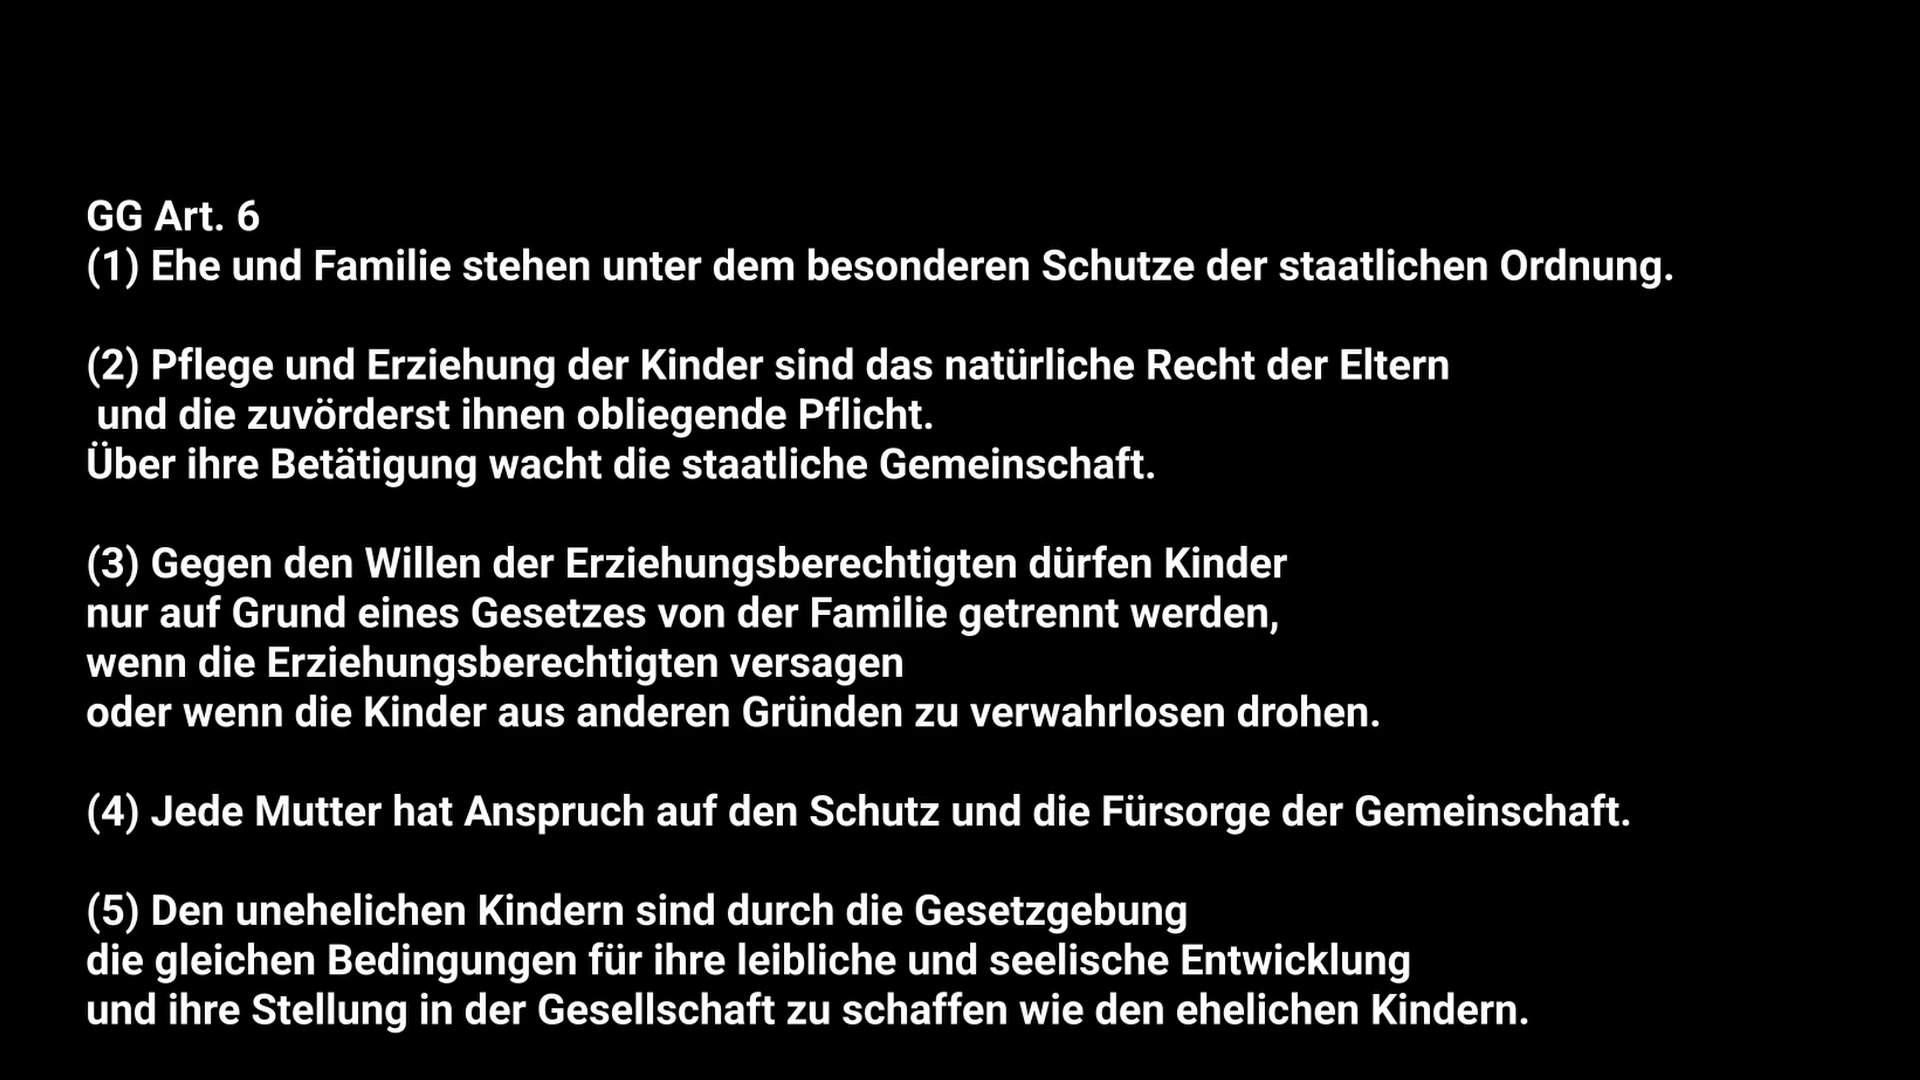 GG Art. 6
(1) Ehe und Familie stehen unter dem besonderen Schutze der staatlichen Ordnung.
(2) Pflege und Erziehung der Kinder sind das natürliche Recht der Eltern
und die zuvörderst ihnen obliegende Pflicht.
Über ihre Betätigung wacht die staatliche Gemeinschaft.
(3) Gegen den Willen der Erziehungsberechtigten dürfen Kinder
nur auf Grund eines Gesetzes von der Familie getrennt werden,
wenn die Erziehungsberechtigten versagen
oder wenn die Kinder aus anderen Gründen zu verwahrlosen drohen.
(4) Jede Mutter hat Anspruch auf den Schutz und die Fürsorge der Gemeinschaft.
(5) Den unehelichen Kindern sind durch die Gesetzgebung
die gleichen Bedingungen für ihre leibliche und seelische Entwicklung
und ihre Stellung in der Gesellschaft zu schaffen wie den ehelichen Kindern.